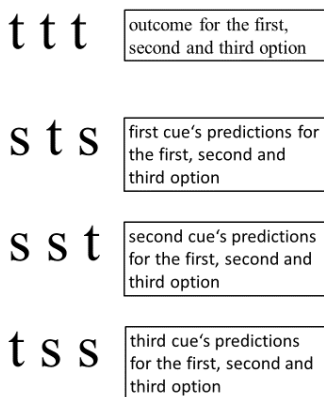 t t t
outcome for the first,
second and third option
s t s
first cue‘s predictions for
the first, second and
third option
s s t
second cue‘s predictions
for the first, second and
third option
t s s
third cue‘s predictions
for the first, second and
third option